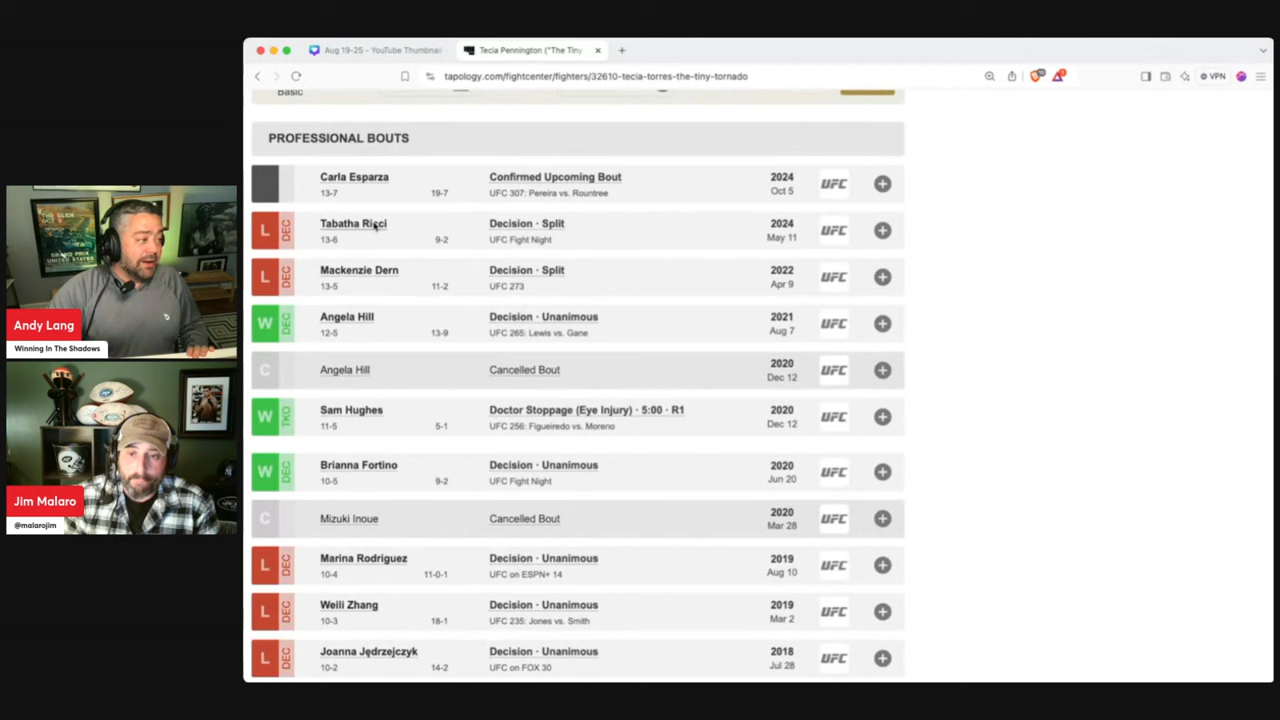 Aug 19-25 - YouTube Thumbnail
Tecia Pennington ("The Tiny
tapology.com/fightcenter/fighters/32610-tecia-torres-the-tiny-tornado
VPN
Basic
PROFESSIONAL BOUTS
Carla Esparza Confirmed Upcoming Bout 2024 UFC
13-7 19-7 UFC 307: Pereira vs. Rountree Oct 5
L DEC Tabatha Ricci Decision · Split 2024 UFC
13-6 9-2 UFC Fight Night May 11
L DEC Mackenzie Dern Decision · Split 2022 UFC
13-5 11-2 UFC 273 Apr 9
W DEC Angela Hill Decision · Unanimous 2021 UFC
12-5 13-9 UFC 265: Lewis vs. Gane Aug 7
C Angela Hill Cancelled Bout 2020 UFC
Dec 12
W TKO Sam Hughes Doctor Stoppage (Eye Injury) · 5:00 · R1 2020 UFC
11-5 5-1 UFC 256: Figueiredo vs. Moreno Dec 12
W DEC Brianna Fortino Decision · Unanimous 2020 UFC
10-5 9-2 UFC Fight Night Jun 20
C Mizuki Inoue Cancelled Bout 2020 UFC
Mar 28
L DEC Marina Rodriguez Decision · Unanimous 2019 UFC
10-4 11-0-1 UFC on ESPN+ 14 Aug 10
L DEC Weili Zhang Decision · Unanimous 2019 UFC
10-3 18-1 UFC 235: Jones vs. Smith Mar 2
L DEC Joanna Jędrzejczyk Decision · Unanimous 2018 UFC
10-2 14-2 UFC on FOX 30 Jul 28
THE GLEN
GRAND PRIX
UNITED STATES
Andy Lang
Winning In The Shadows
Jim Malaro
@malarojim